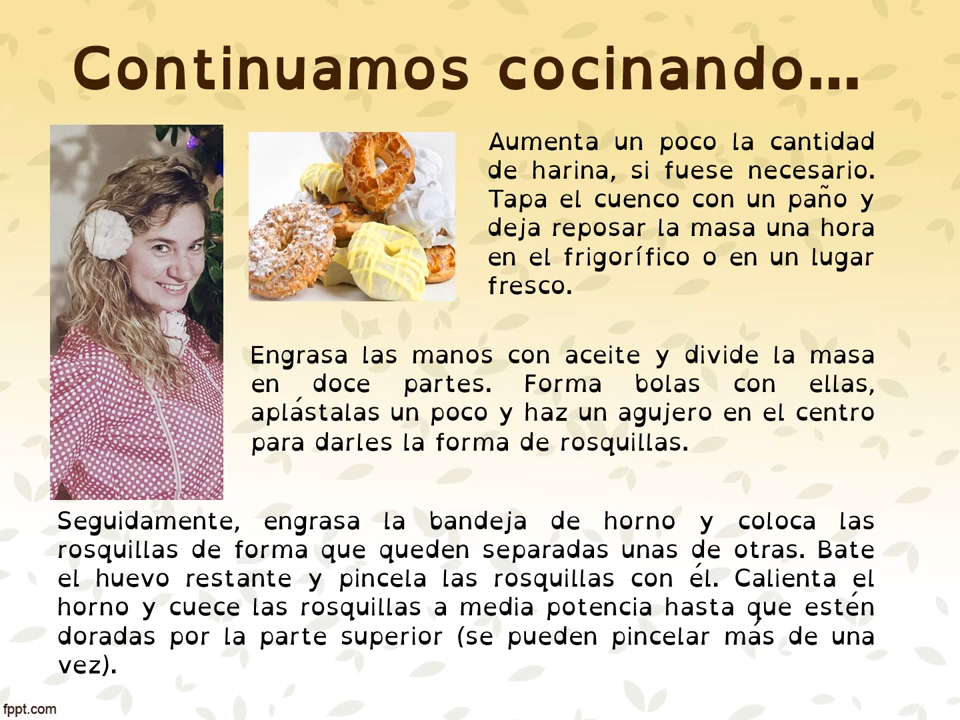 Continuamos cocinando...
Aumenta un poco la cantidad
de harina, si fuese necesario.
Tapa el cuenco con un paño y
deja reposar la masa una hora
en el frigorífico o en un lugar
fresco.
Engrasa las manos con aceite y divide la masa
en doce partes. Forma bolas con ellas,
aplástalas un poco y haz un agujero en el centro
para darles la forma de rosquillas.
Seguidamente, engrasa la bandeja de horno y coloca las
rosquillas de forma que queden separadas unas de otras. Bate
el huevo restante y pincela las rosquillas con él. Calienta el
horno y cuece las rosquillas a media potencia hasta que estén
doradas por la parte superior (se pueden pincelar más de una
vez).
fppt.com